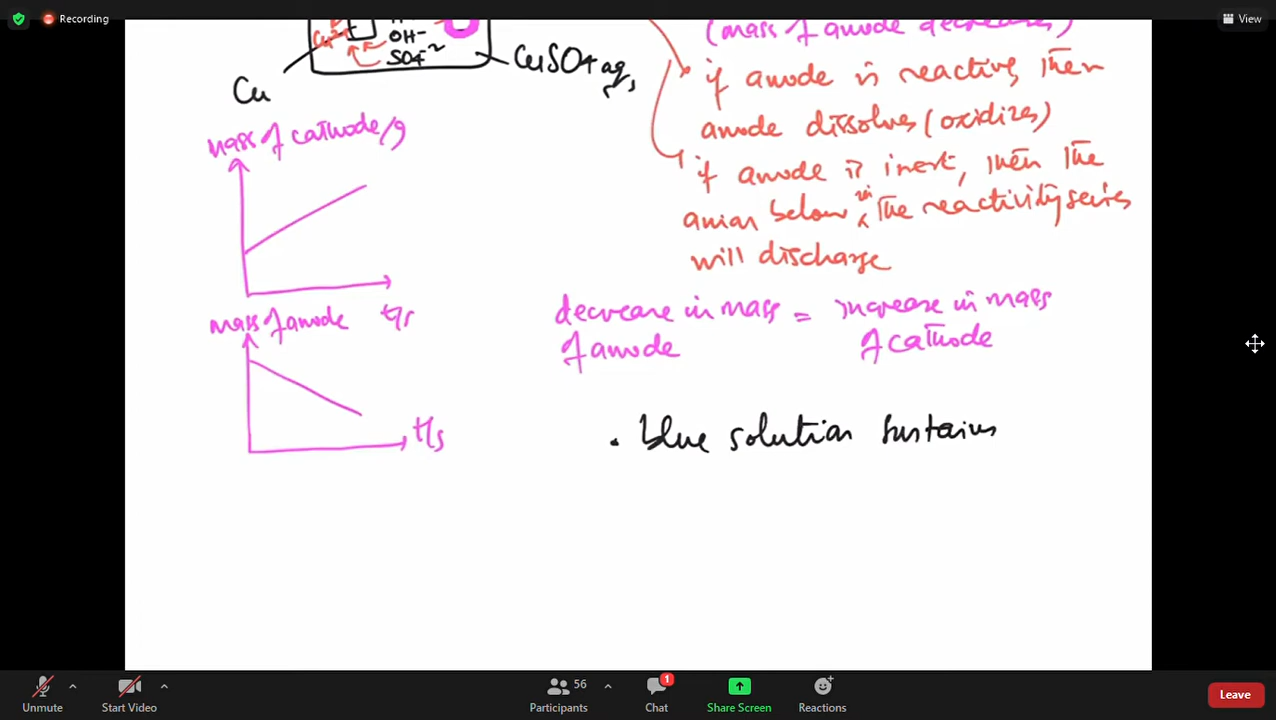 Recording
View
OH-
SO4-2
Cu2+
CuSO4 aq,
Cu
(mass of anode decreases)
if anode is reactive, then
anode dissolves (oxidizes)
if anode is inert, then the
anion below in the reactivity series
will discharge
mass of cathode/g
t/s
mass of anode
t/s
decrease in mass = increase in mass
of anode of cathode
. blue solution sustains
Unmute
Start Video
56
Participants
1
Chat
Share Screen
Reactions
Leave